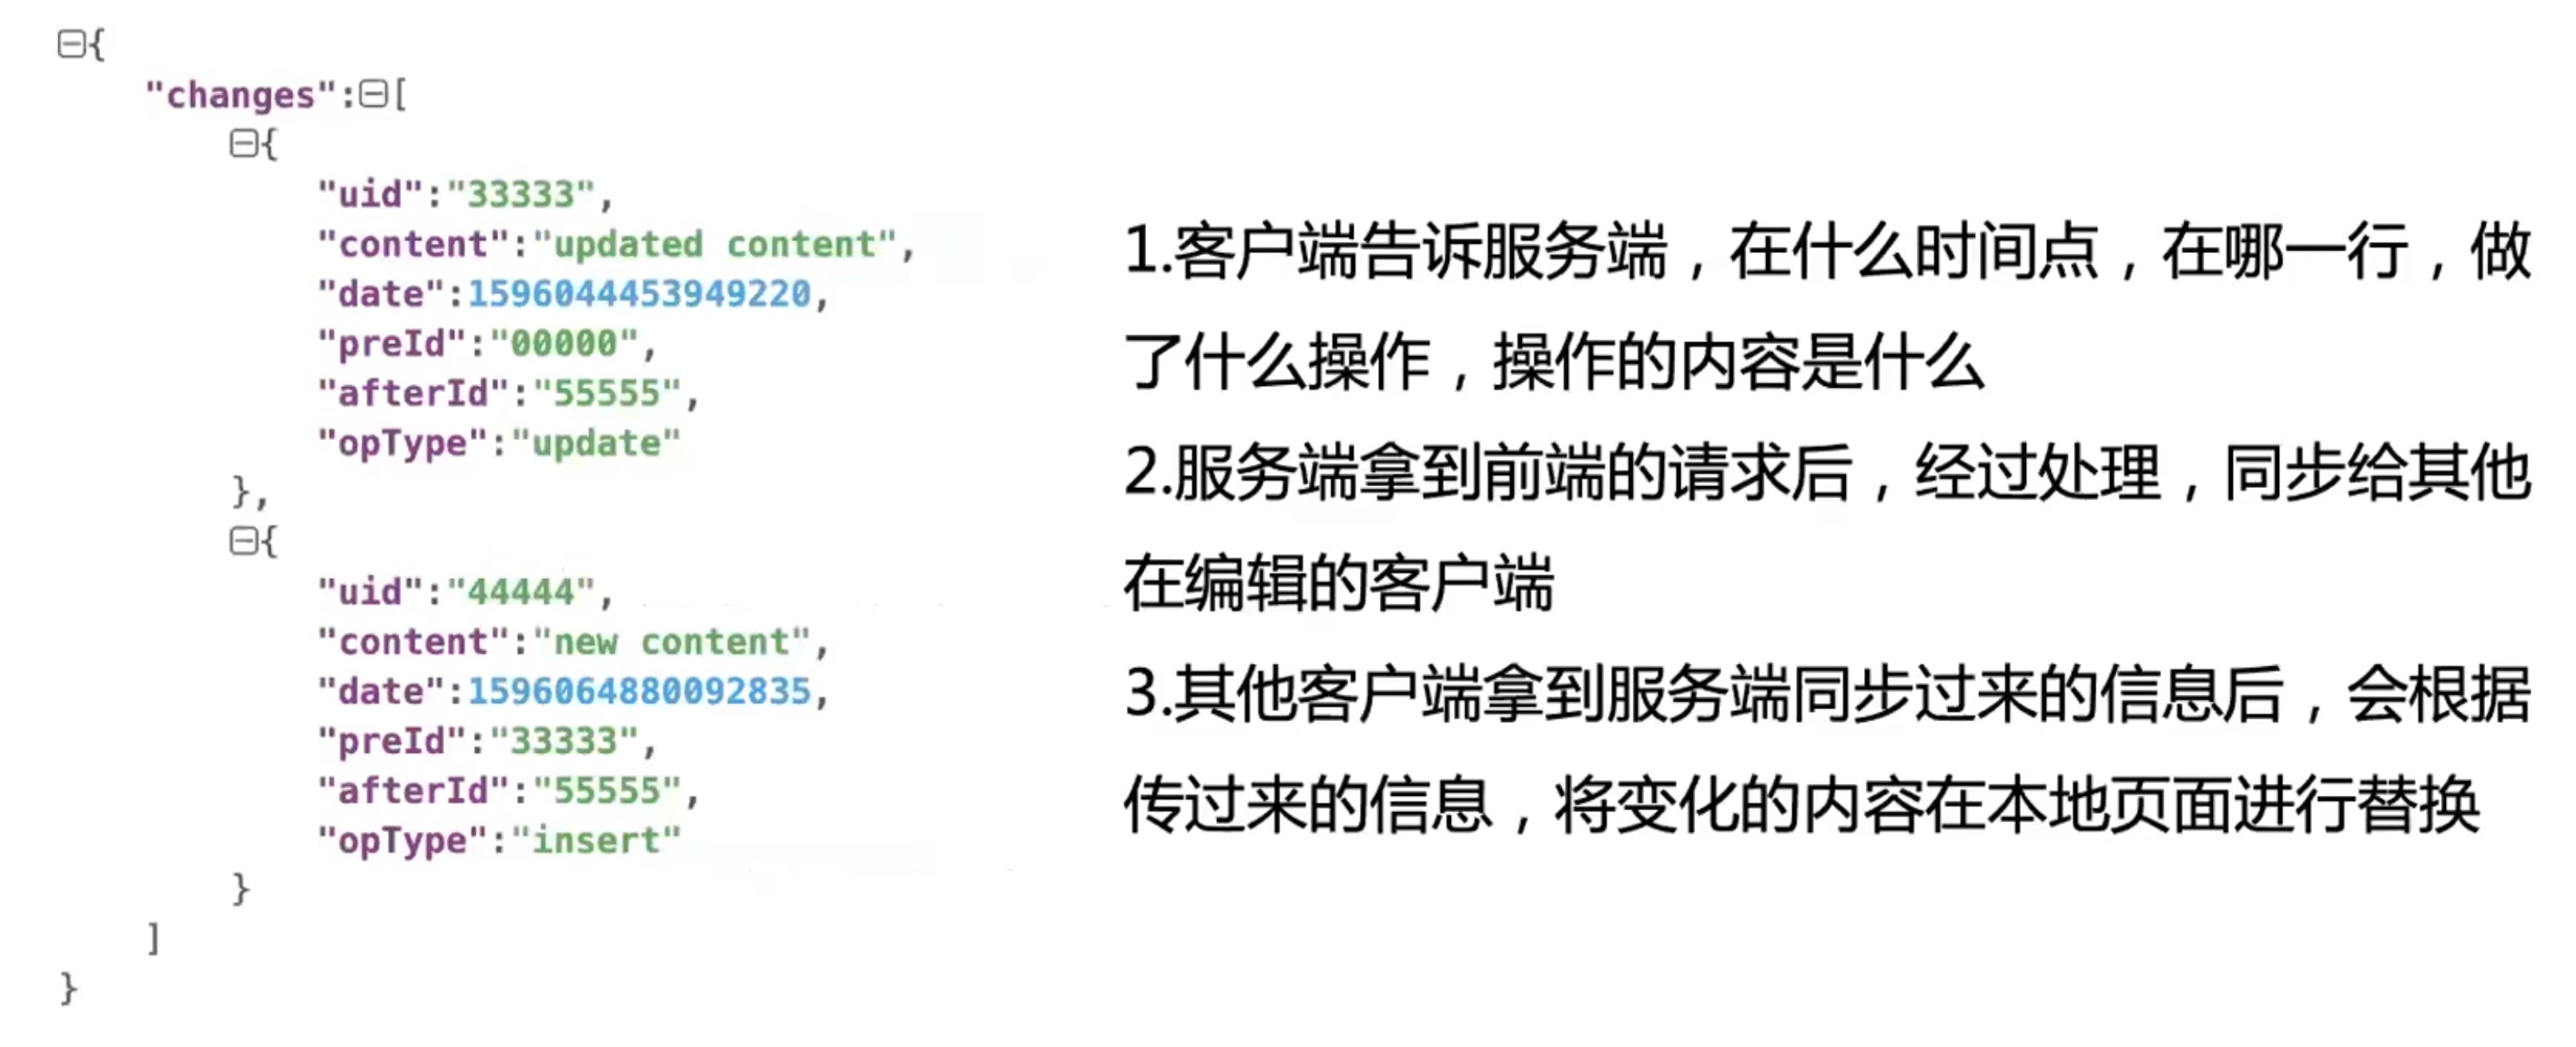 {
"changes":[
{
"uid":"33333",
"content":"updated content",
"date":1596044453949220,
"preId":"00000",
"afterId":"55555",
"opType":"update"
},
{
"uid":"44444",
"content":"new content",
"date":1596064880092835,
"preId":"33333",
"afterId":"55555",
"opType":"insert"
}
]
}
1.客户端告诉服务端，在什么时间点，在哪一行，做
了什么操作，操作的内容是什么
2.服务端拿到前端的请求后，经过处理，同步给其他
在编辑的客户端
3.其他客户端拿到服务端同步过来的信息后，会根据
传过来的信息，将变化的内容在本地页面进行替换